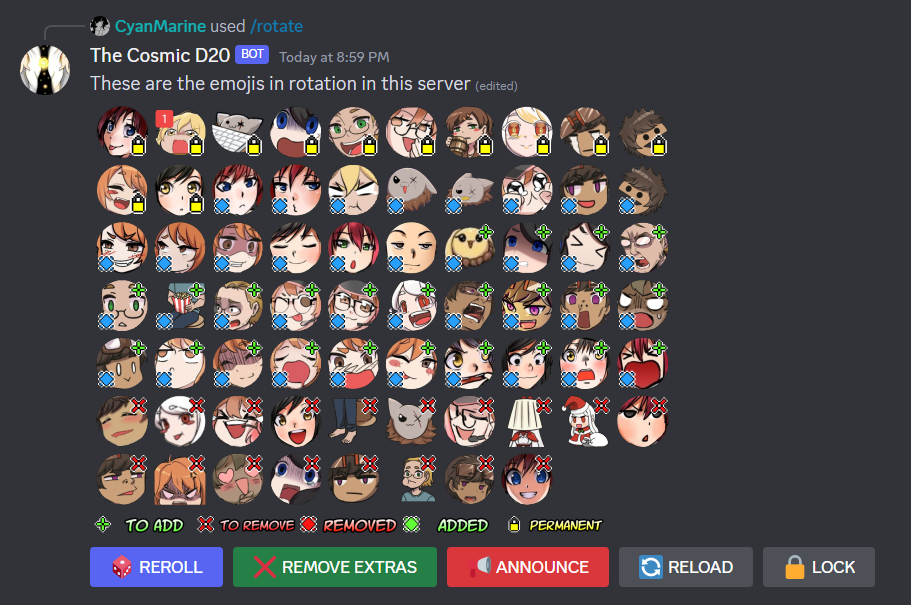 CyanMarine used /rotate
The Cosmic D20 BOT Today at 8:59 PM
These are the emojis in rotation in this server (edited)
1
TO ADD TO REMOVE REMOVED ADDED PERMANENT
REROLL REMOVE EXTRAS ANNOUNCE RELOAD LOCK